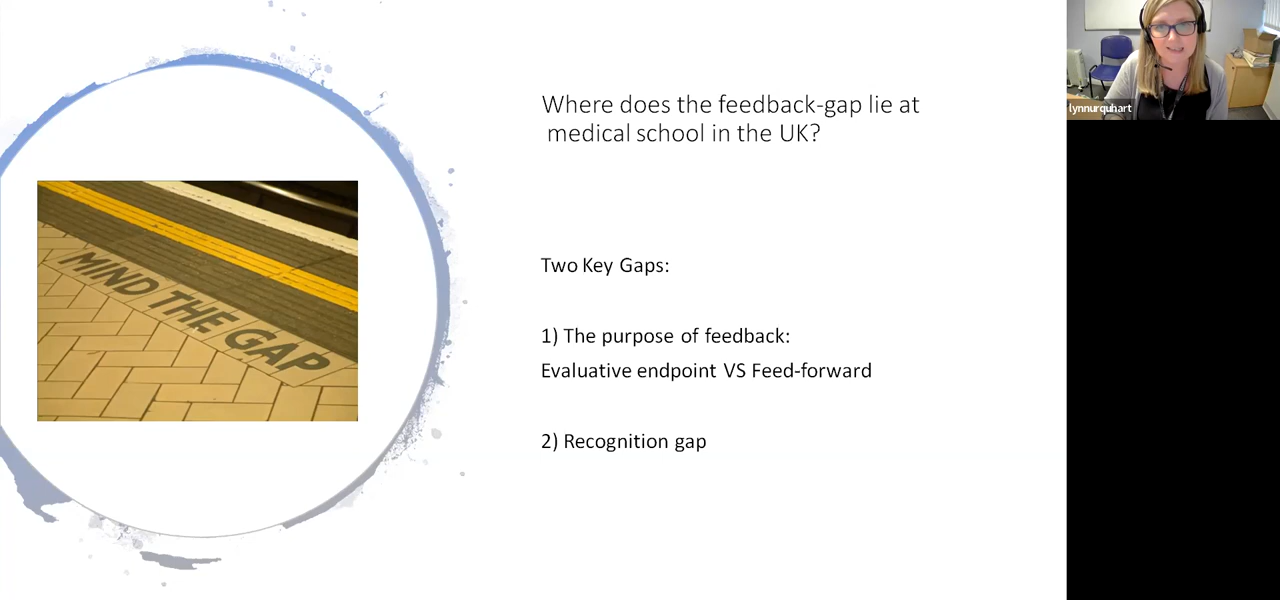 Where does the feedback-gap lie at
medical school in the UK?
lynnurquhart
MIND THE GAP
Two Key Gaps:
1) The purpose of feedback:
Evaluative endpoint VS Feed-forward
2) Recognition gap